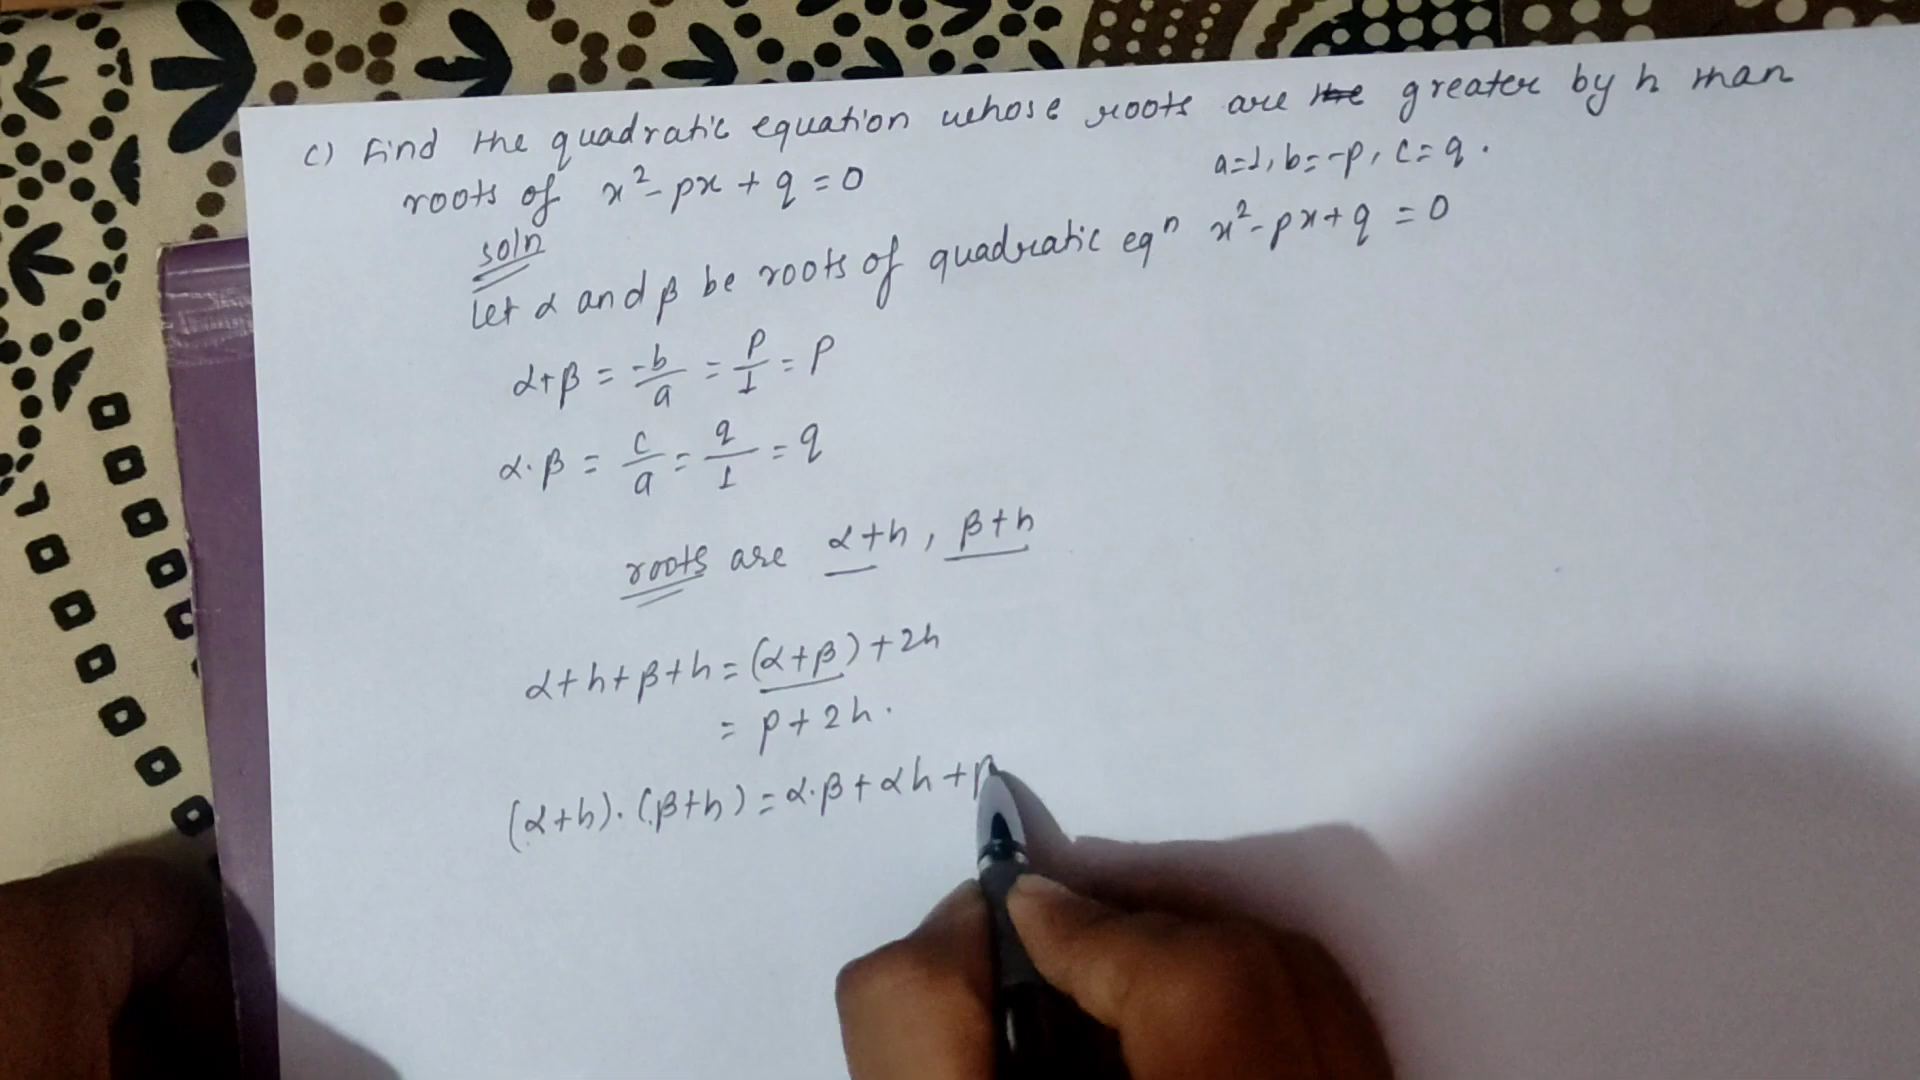 c) Find the quadratic equation whose roots are the greater by h than
roots of x² - px + q = 0
a=1, b=-p, c=q.
soln
Let α and β be roots of quadratic eqⁿ x² - px + q = 0
α+β = -b/a = p/1 = p
α.β = c/a = q/1 = q
roots are α+h, β+h
α+h+β+h = (α+β)+2h
= p+2h.
(α+h).(β+h) = α.β + αh + β